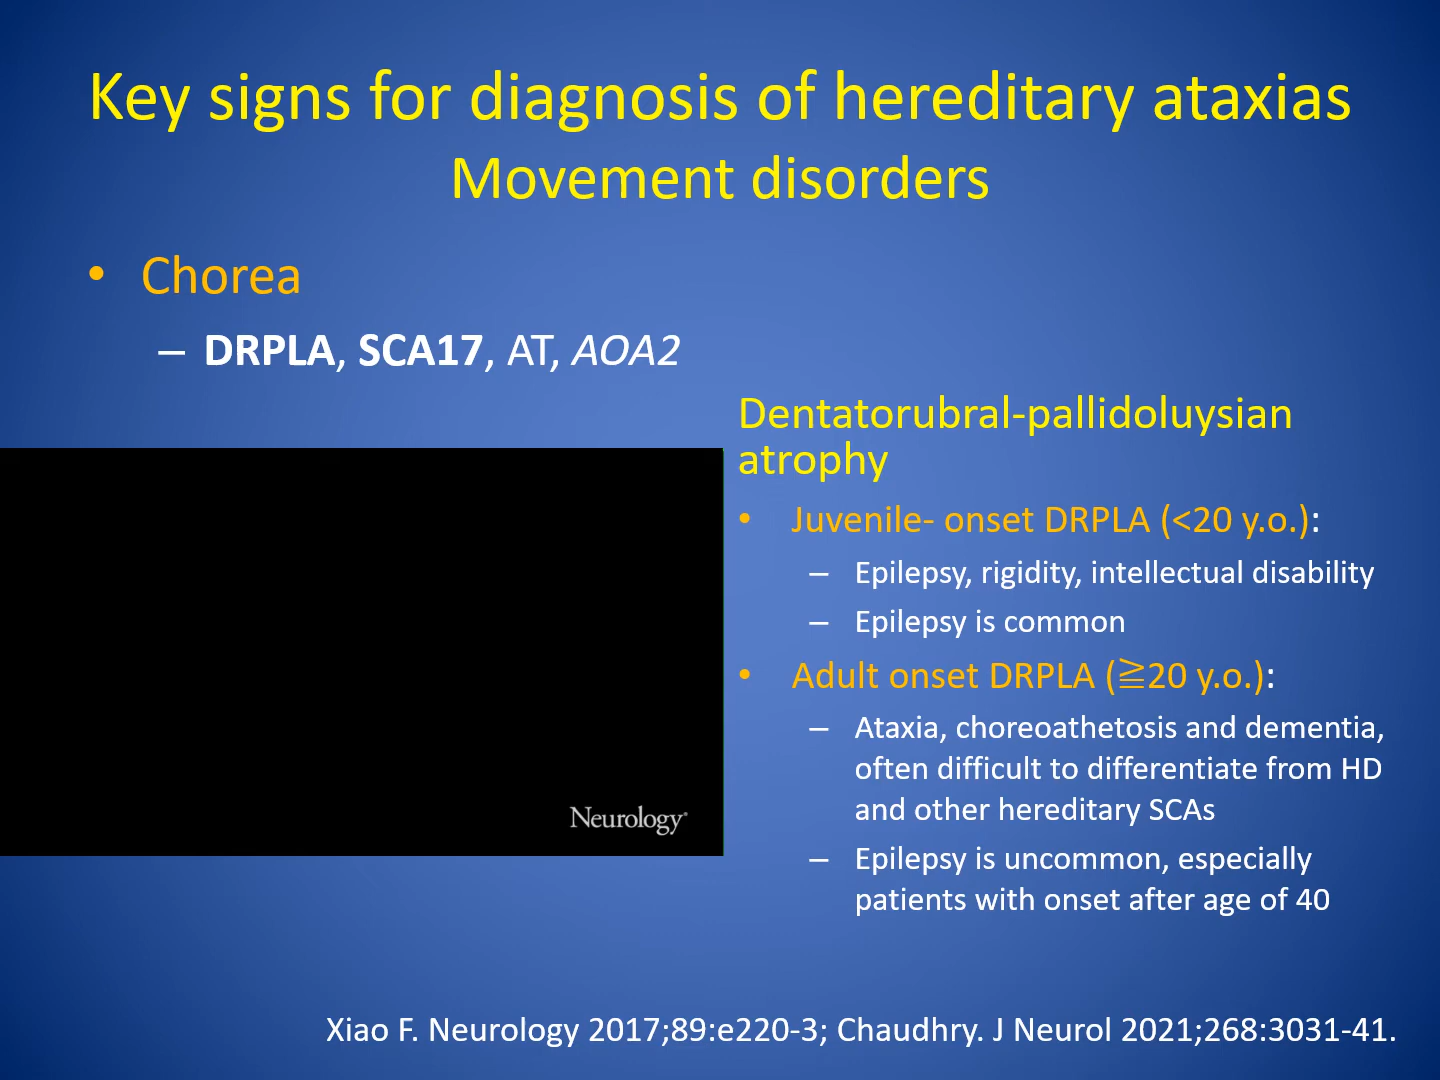 Key signs for diagnosis of hereditary ataxias
Movement disorders
• Chorea
– DRPLA, SCA17, AT, AOA2
Dentatorubral-pallidoluysian
atrophy
• Juvenile- onset DRPLA (<20 y.o.):
– Epilepsy, rigidity, intellectual disability
– Epilepsy is common
• Adult onset DRPLA (≧20 y.o.):
– Ataxia, choreoathetosis and dementia,
often difficult to differentiate from HD
and other hereditary SCAs
– Epilepsy is uncommon, especially
patients with onset after age of 40
Neurology®
Xiao F. Neurology 2017;89:e220-3; Chaudhry. J Neurol 2021;268:3031-41.